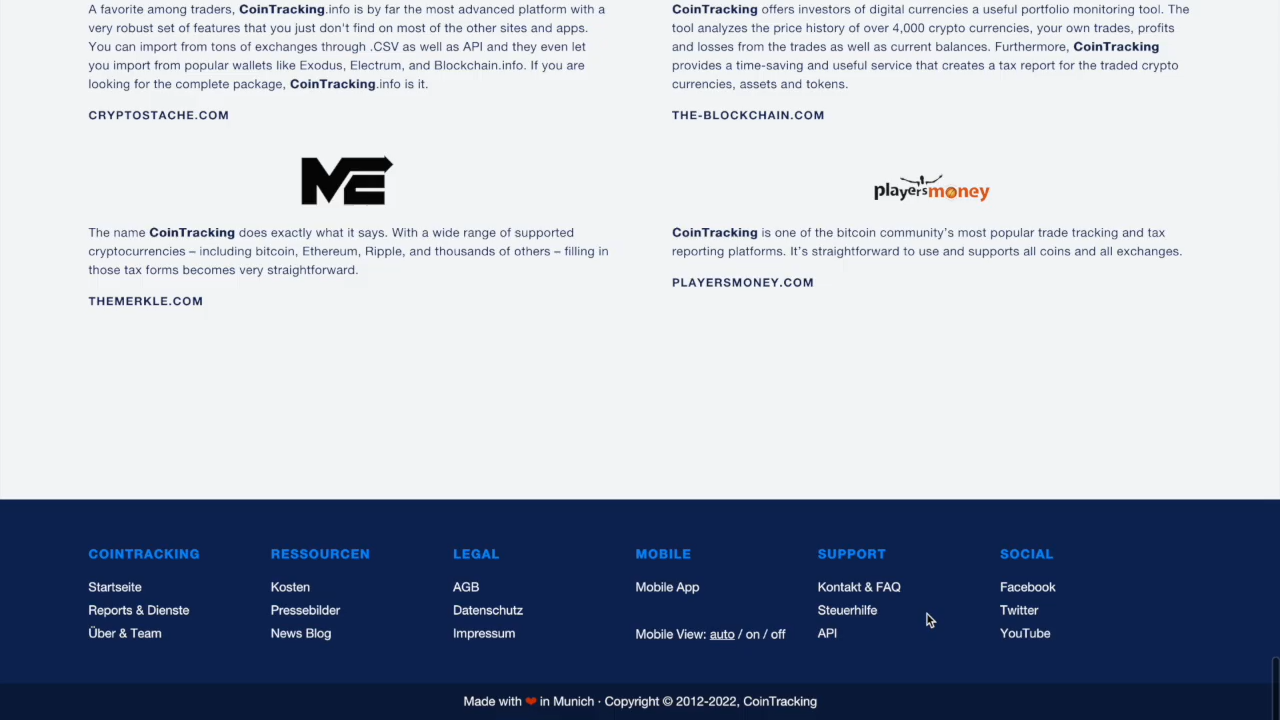 A favorite among traders, CoinTracking.info is by far the most advanced platform with a
very robust set of features that you just don't find on most of the other sites and apps.
You can import from tons of exchanges through .CSV as well as API and they even let
you import from popular wallets like Exodus, Electrum, and Blockchain.info. If you are
looking for the complete package, CoinTracking.info is it.
CRYPTOSTACHE.COM
CoinTracking offers investors of digital currencies a useful portfolio monitoring tool. The
tool analyzes the price history of over 4,000 crypto currencies, your own trades, profits
and losses from the trades as well as current balances. Furthermore, CoinTracking
provides a time-saving and useful service that creates a tax report for the traded crypto
currencies, assets and tokens.
THE-BLOCKCHAIN.COM
ME
The name CoinTracking does exactly what it says. With a wide range of supported
cryptocurrencies – including bitcoin, Ethereum, Ripple, and thousands of others – filling in
those tax forms becomes very straightforward.
THEMERKLE.COM
playersmoney
CoinTracking is one of the bitcoin community's most popular trade tracking and tax
reporting platforms. It's straightforward to use and supports all coins and all exchanges.
PLAYERSMONEY.COM
COINTRACKING
Startseite
Reports & Dienste
Über & Team
RESSOURCEN
Kosten
Pressebilder
News Blog
LEGAL
AGB
Datenschutz
Impressum
MOBILE
Mobile App
Mobile View: auto / on / off
SUPPORT
Kontakt & FAQ
Steuerhilfe
API
SOCIAL
Facebook
Twitter
YouTube
Made with ❤ in Munich · Copyright © 2012-2022, CoinTracking